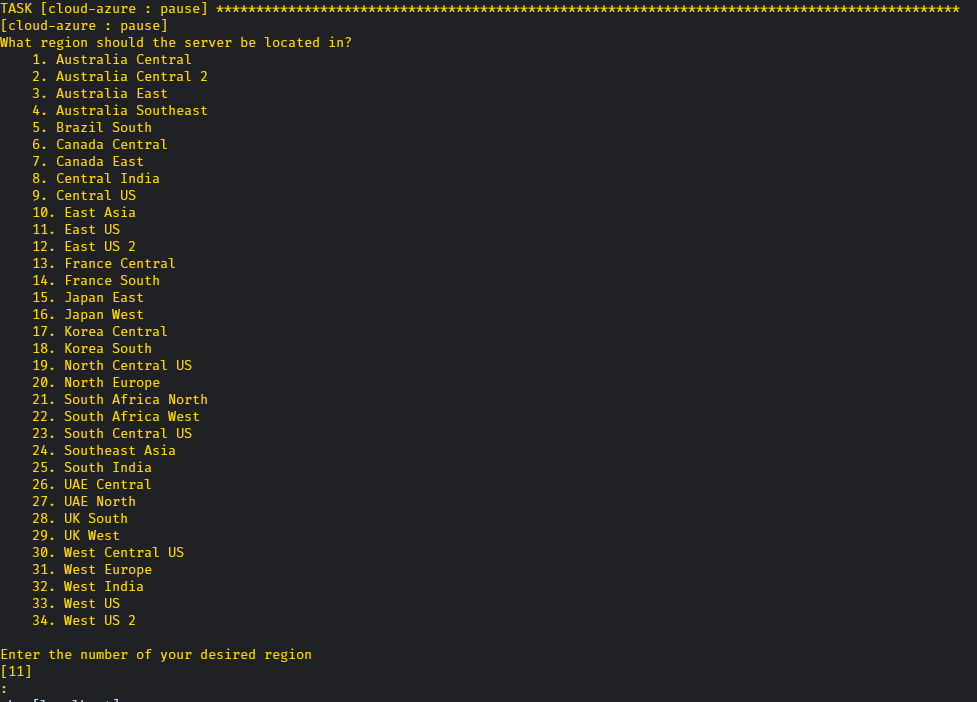 TASK [cloud-azure : pause] *********************************************************************************************
[cloud-azure : pause]
What region should the server be located in?
    1. Australia Central
    2. Australia Central 2
    3. Australia East
    4. Australia Southeast
    5. Brazil South
    6. Canada Central
    7. Canada East
    8. Central India
    9. Central US
    10. East Asia
    11. East US
    12. East US 2
    13. France Central
    14. France South
    15. Japan East
    16. Japan West
    17. Korea Central
    18. Korea South
    19. North Central US
    20. North Europe
    21. South Africa North
    22. South Africa West
    23. South Central US
    24. Southeast Asia
    25. South India
    26. UAE Central
    27. UAE North
    28. UK South
    29. UK West
    30. West Central US
    31. West Europe
    32. West India
    33. West US
    34. West US 2

Enter the number of your desired region
[11]
: